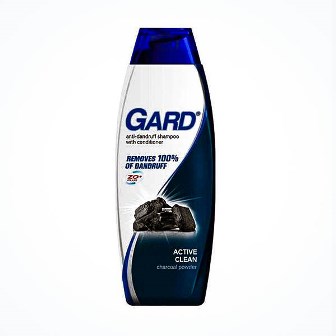 GARD®
anti-dandruff shampoo
with conditioner
REMOVES 100%
OF DANDRUFF
ACTIVE
CLEAN
charcoal powder